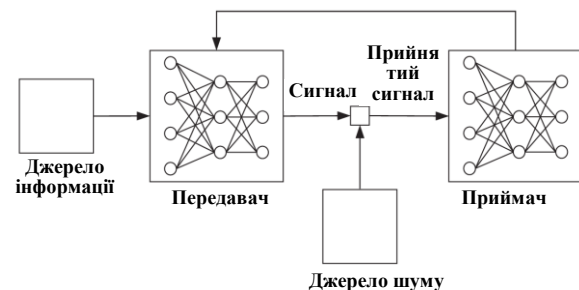 Прийня
тий
сигнал
Сигнал
Джерело
інформації
Передавач
Приймач
Джерело шуму